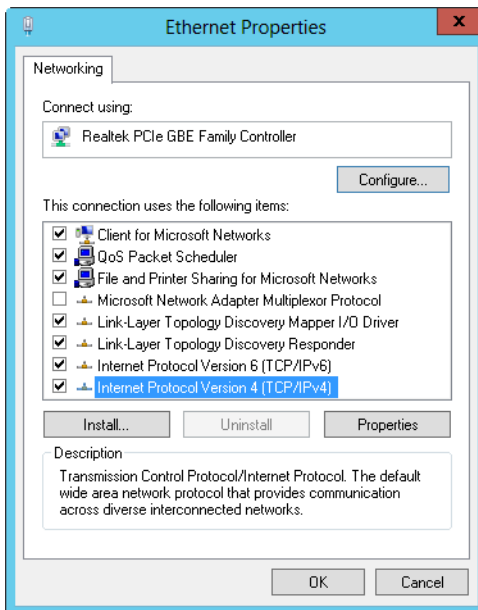 Ethernet Properties
x
Networking
Connect using:
Realtek PCIe GBE Family Controller
Configure...
This connection uses the following items:
Client for Microsoft Networks
QoS Packet Scheduler
File and Printer Sharing for Microsoft Networks
Microsoft Network Adapter Multiplexor Protocol
Link-Layer Topology Discovery Mapper I/O Driver
Link-Layer Topology Discovery Responder
Internet Protocol Version 6 (TCP/IPv6)
Internet Protocol Version 4 (TCP/IPv4)
Install... Uninstall Properties
Description
Transmission Control Protocol/Internet Protocol. The default
wide area network protocol that provides communication
across diverse interconnected networks.
OK Cancel